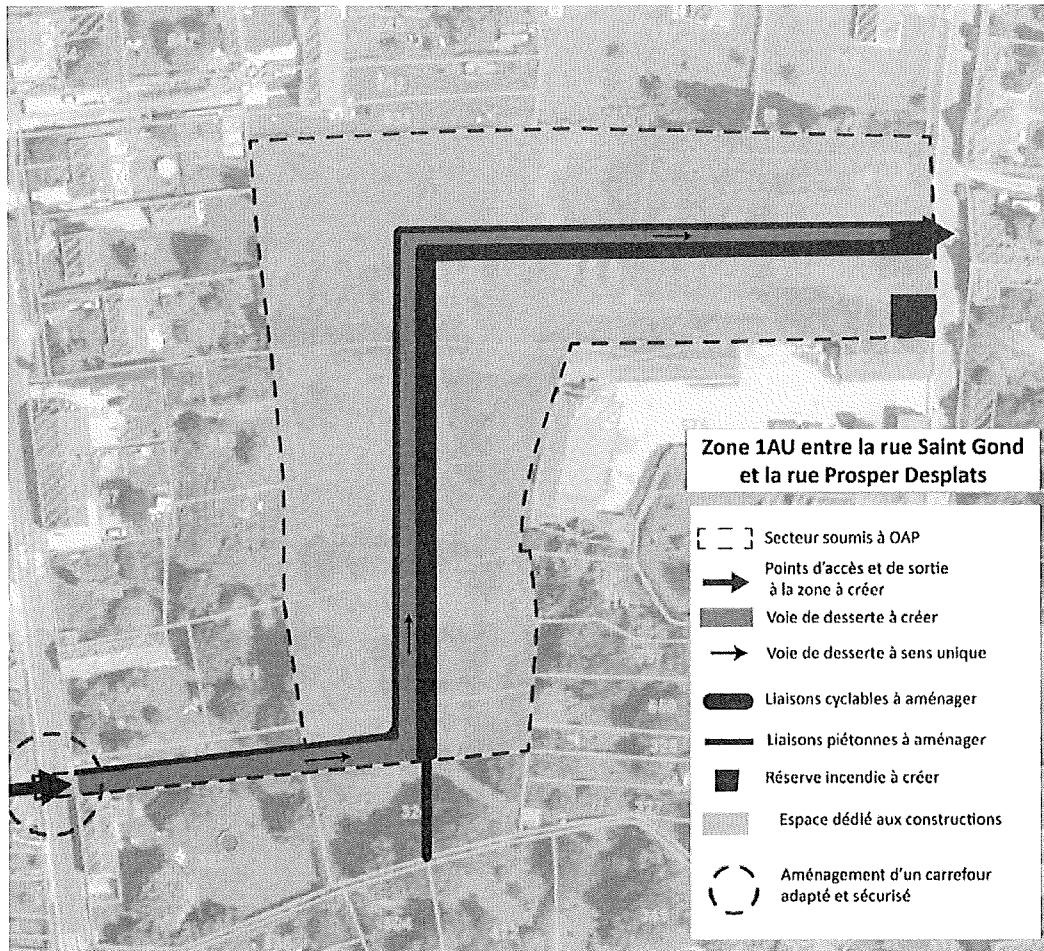 Zone 1AU entre la rue Saint Gond
et la rue Prosper Desplats
Secteur soumis à OAP
Points d'accès et de sortie
à la zone à créer
Voie de desserte à créer
Voie de desserte à sens unique
Liaisons cyclables à aménager
Liaisons piétonnes à aménager
Réserve incendie à créer
Espace dédié aux constructions
Aménagement d'un carrefour
adapté et sécurisé